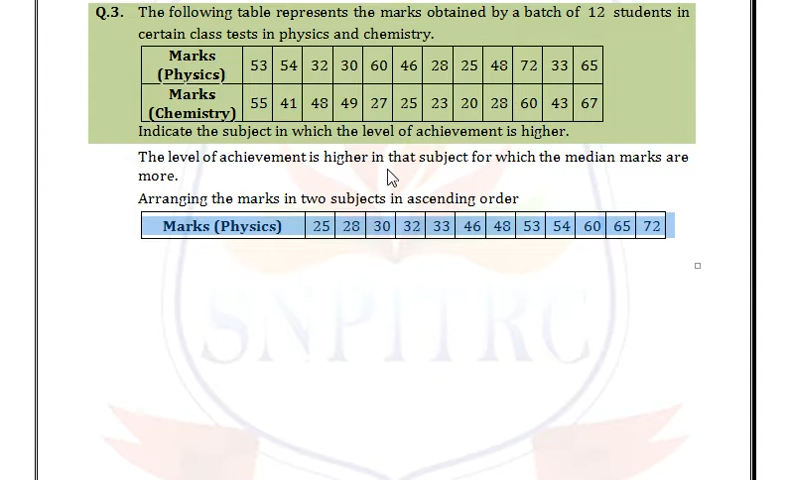 Q.3. The following table represents the marks obtained by a batch of 12 students in
certain class tests in physics and chemistry.
Marks (Physics) 53 54 32 30 60 46 28 25 48 72 33 65
Marks (Chemistry) 55 41 48 49 27 25 23 20 28 60 43 67
Indicate the subject in which the level of achievement is higher.
The level of achievement is higher in that subject for which the median marks are
more.
Arranging the marks in two subjects in ascending order
Marks (Physics) 25 28 30 32 33 46 48 53 54 60 65 72
SNPITRC